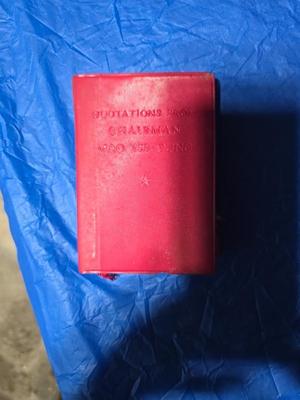 QUOTATIONS FROM
CHAIRMAN
MAO TSE-TUNG